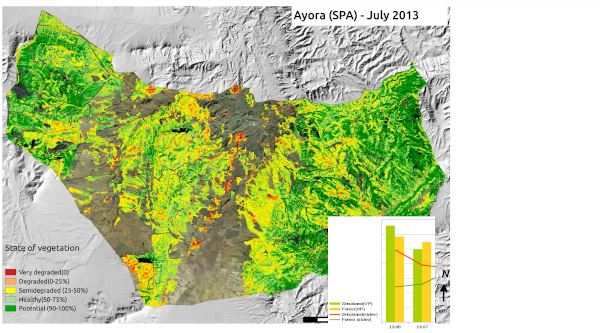 Ayora (SPA) - July 2013
State of vegetation
Very degraded(0)
Degraded(0-25%)
Semidegraded (25-50%)
Healthy(50-75%)
Potential (90-100%)
Shrubland(VP)
Forest(VP)
Shrubland(stdev)
Forest (stdev)
13.06 13.07
N